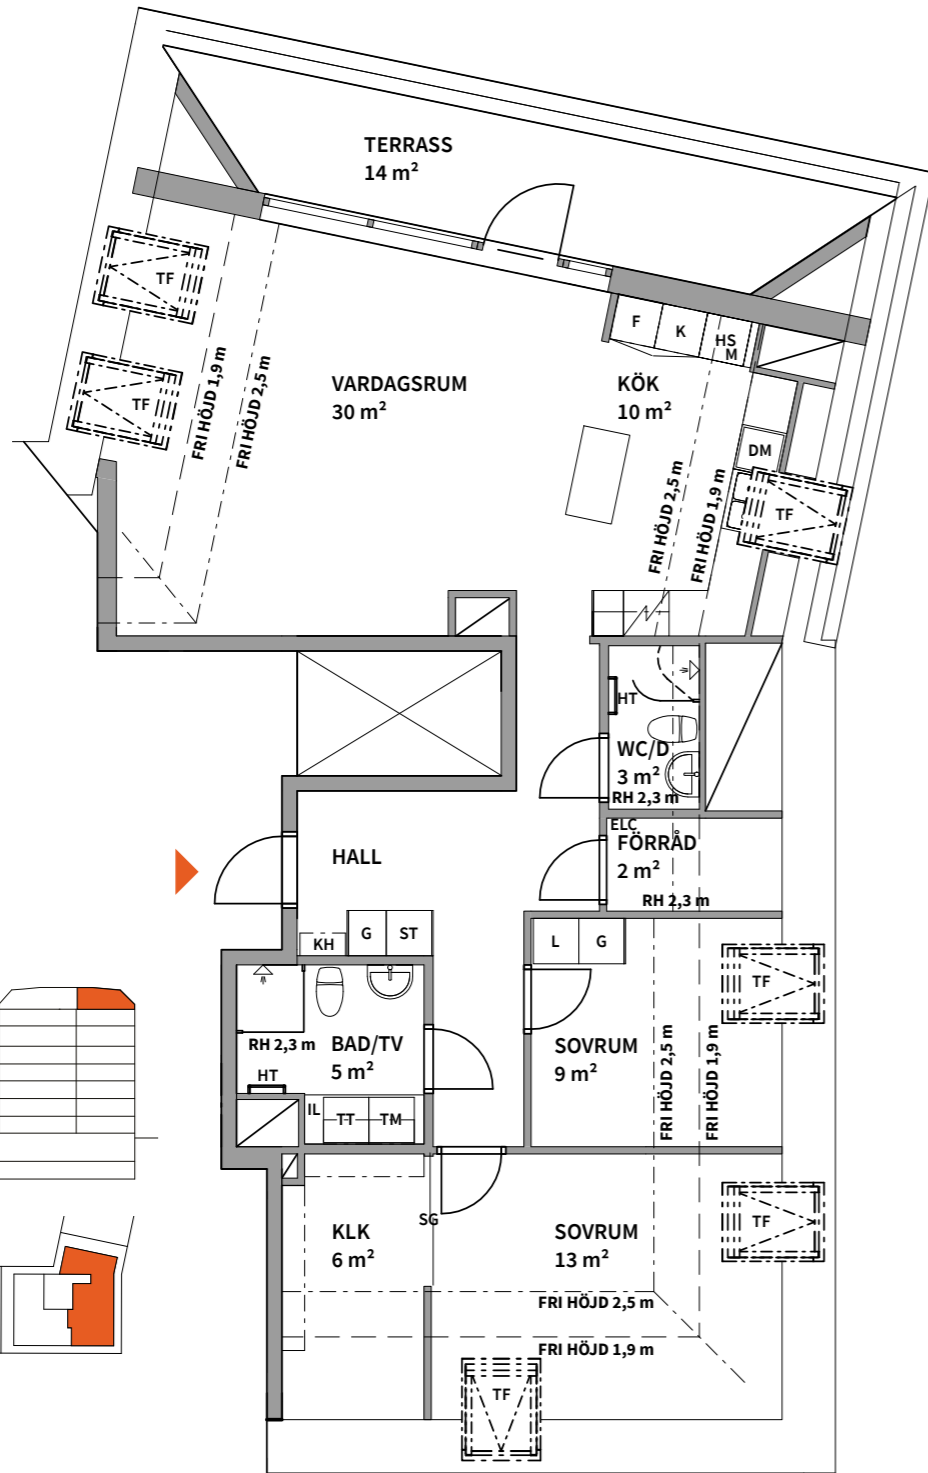 TERRASS
14 m²
TF
TF
FRI HÖJD 1,9 m
FRI HÖJD 2,5 m
VARDAGSRUM
30 m²
F
K
HS
M
KÖK
10 m²
DM
TF
FRI HÖJD 2,5 m
FRI HÖJD 1,9 m
HT
WC/D
3 m²
RH 2,3 m
ELC
FÖRRÅD
2 m²
RH 2,3 m
HALL
KH
G
ST
L
G
TF
RH 2,3 m
BAD/TV
5 m²
HT
IL
TT
TM
SOVRUM
9 m²
FRI HÖJD 2,5 m
FRI HÖJD 1,9 m
KLK
6 m²
SG
SOVRUM
13 m²
TF
FRI HÖJD 2,5 m
FRI HÖJD 1,9 m
TF